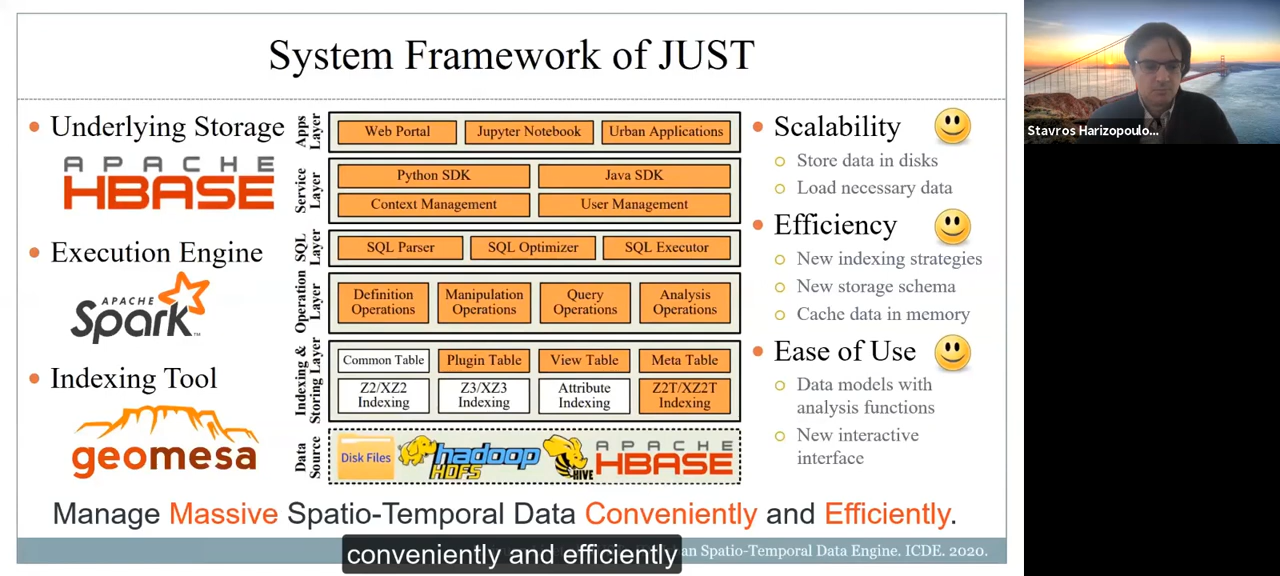 System Framework of JUST
Underlying Storage
APACHE
HBASE
Execution Engine
APACHE
Spark
TM
Indexing Tool
geomesa
Apps
Layer
Web Portal
Jupyter Notebook
Urban Applications
Service
Layer
Python SDK
Java SDK
Context Management
User Management
SQL
Layer
SQL Parser
SQL Optimizer
SQL Executor
Operation
Layer
Definition
Operations
Manipulation
Operations
Query
Operations
Analysis
Operations
Indexing &
Storing Layer
Common Table
Plugin Table
View Table
Meta Table
Z2/XZ2
Indexing
Z3/XZ3
Indexing
Attribute
Indexing
Z2T/XZ2T
Indexing
Data
Source
Disk Files
hadoop
HDFS
HIVE
APACHE
HBASE
Scalability
Store data in disks
Load necessary data
Efficiency
New indexing strategies
New storage schema
Cache data in memory
Ease of Use
Data models with
analysis functions
New interactive
interface
Manage Massive Spatio-Temporal Data Conveniently and Efficiently.
an Spatio-Temporal Data Engine. ICDE. 2020.
conveniently and efficiently
Stavros Harizopoulo...